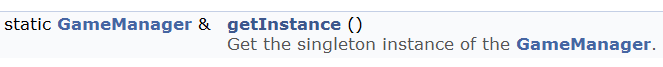 static GameManager & getInstance ()
Get the singleton instance of the GameManager.